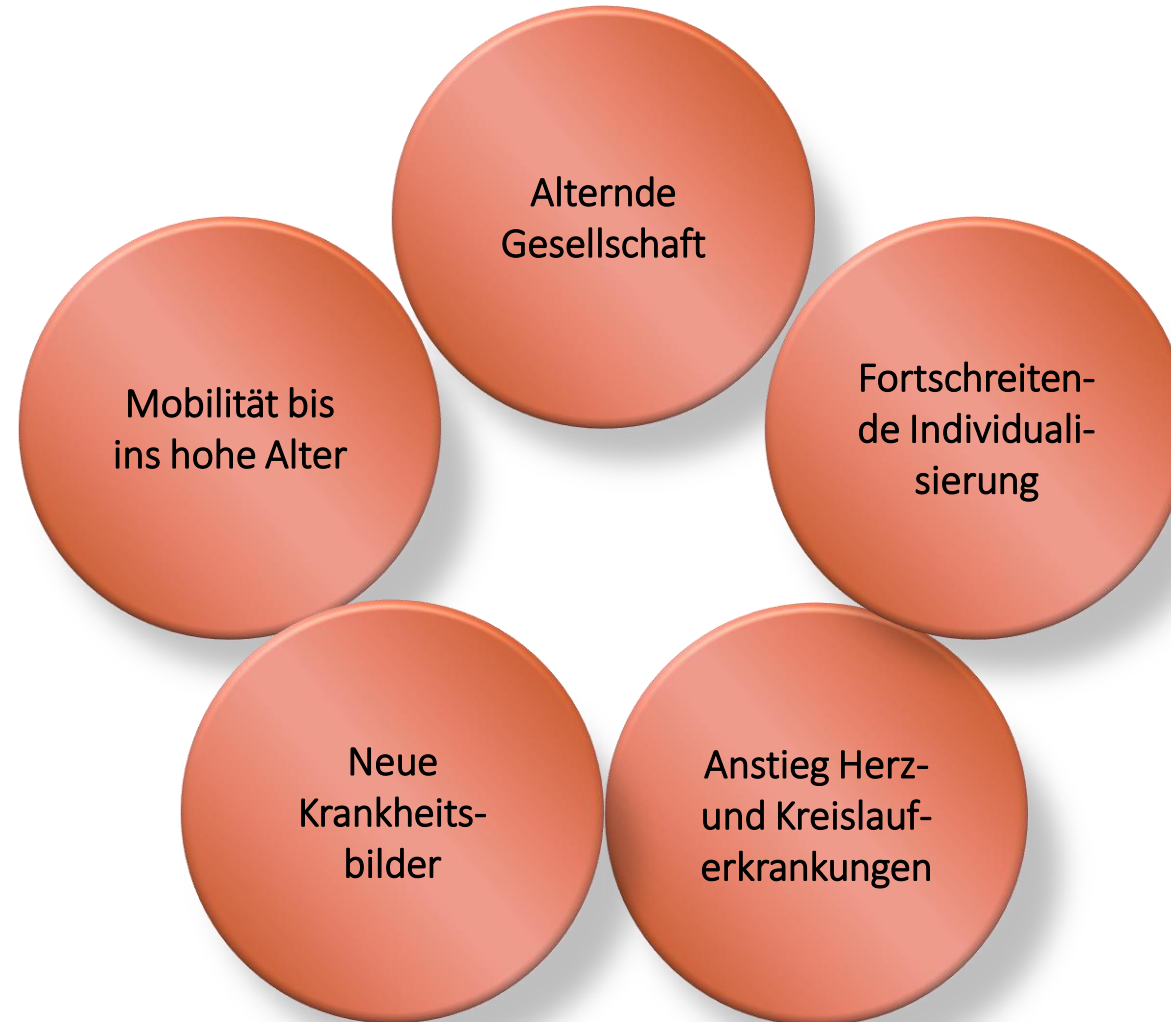 Alternde
Gesellschaft
Fortschreiten-
de Individuali-
sierung
Anstieg Herz-
und Kreislauf-
erkrankungen
Neue
Krankheits-
bilder
Mobilität bis
ins hohe Alter